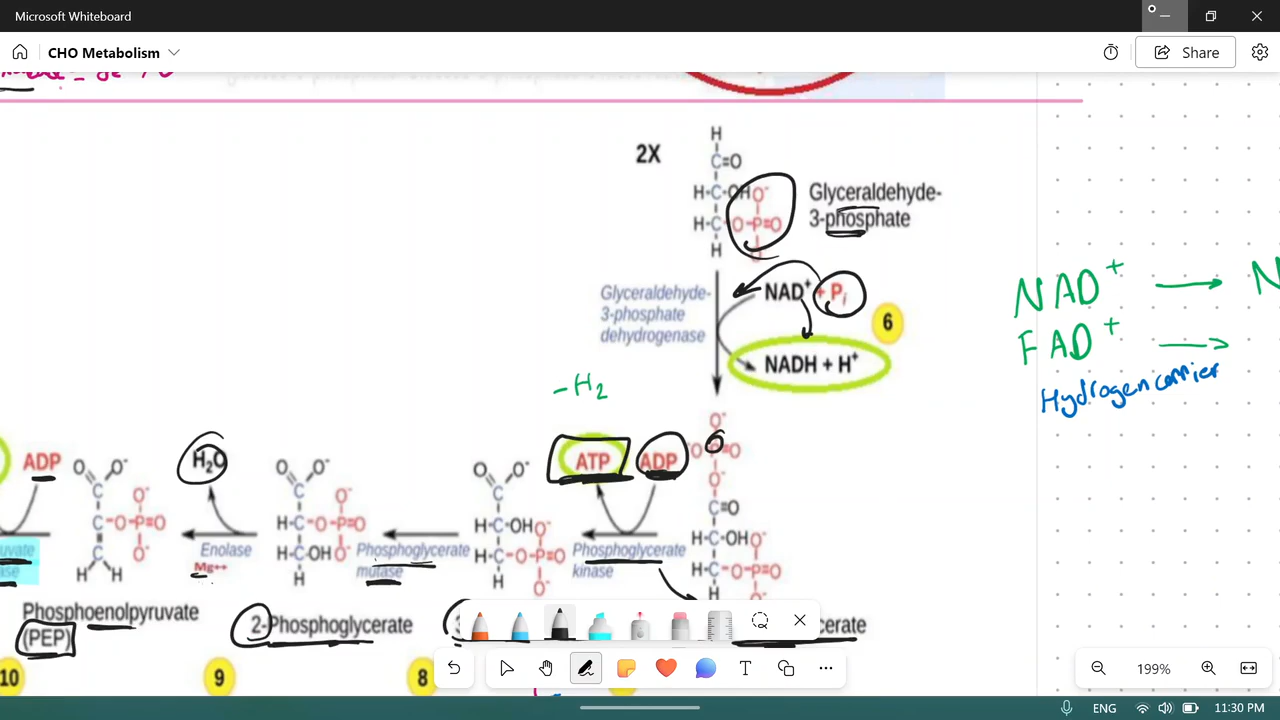 Microsoft Whiteboard
CHO Metabolism
Share
2X
H
C=O
H-C-OH
O-
Glyceraldehyde-
3-phosphate
H-C
O-P=O
H
Glyceraldehyde-
3-phosphate
dehydrogenase
NAD+ + Pi
6
NADH + H+
NAD+
FAD+
Hydrogen carrier
-H2
ADP
H2O
ATP
ADP
Enolase
Mg++
Phosphoglycerate
mutase
Phosphoglycerate
kinase
Phosphoenolpyruvate
(PEP)
2-Phosphoglycerate
cerate
10
9
8
199%
ENG
11:30 PM